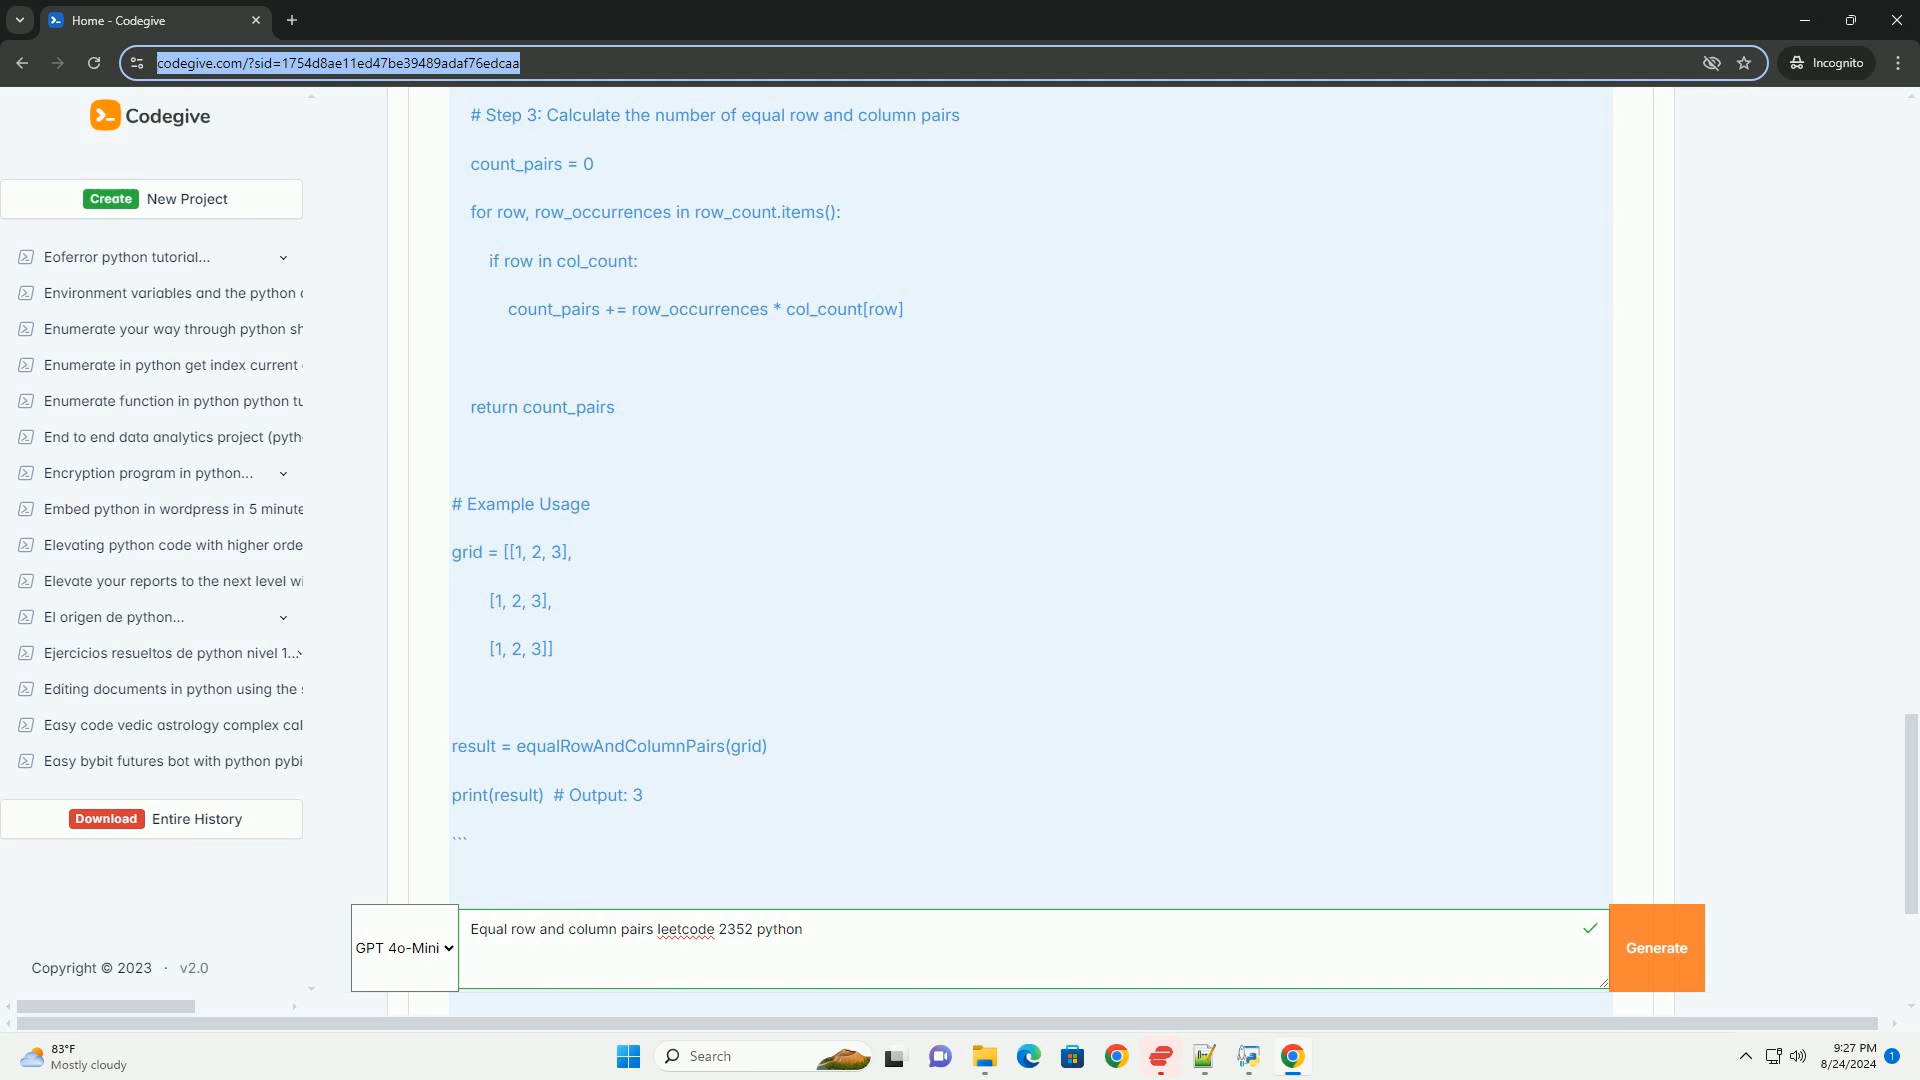 Home - Codegive
codegive.com/?sid=1754d8ae11ed47be39489adaf76edcaa
Incognito
Codegive
Create New Project
Eoferror python tutorial...
Environment variables and the python
Enumerate your way through python sh
Enumerate in python get index current
Enumerate function in python python tu
End to end data analytics project (pyth
Encryption program in python...
Embed python in wordpress in 5 minute
Elevating python code with higher orde
Elevate your reports to the next level wi
El origen de python...
Ejercicios resueltos de python nivel 1...
Editing documents in python using the
Easy code vedic astrology complex cal
Easy bybit futures bot with python pybi
Download Entire History
Copyright © 2023 · v2.0
# Step 3: Calculate the number of equal row and column pairs
count_pairs = 0
for row, row_occurrences in row_count.items():
if row in col_count:
count_pairs += row_occurrences * col_count[row]
return count_pairs
# Example Usage
grid = [[1, 2, 3],
[1, 2, 3],
[1, 2, 3]]
result = equalRowAndColumnPairs(grid)
print(result) # Output: 3
```
GPT 4o-Mini
Equal row and column pairs leetcode 2352 python
Generate
83°F
Mostly cloudy
Search
9:27 PM
8/24/2024
1